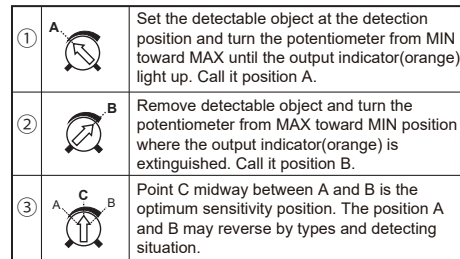 ①
A
Set the detectable object at the detection
position and turn the potentiometer from MIN
toward MAX until the output indicator(orange)
light up. Call it position A.
②
B
Remove detectable object and turn the
potentiometer from MAX toward MIN position
where the output indicator(orange) is
extinguished. Call it position B.
③
A C B
Point C midway between A and B is the
optimum sensitivity position. The position A
and B may reverse by types and detecting
situation.